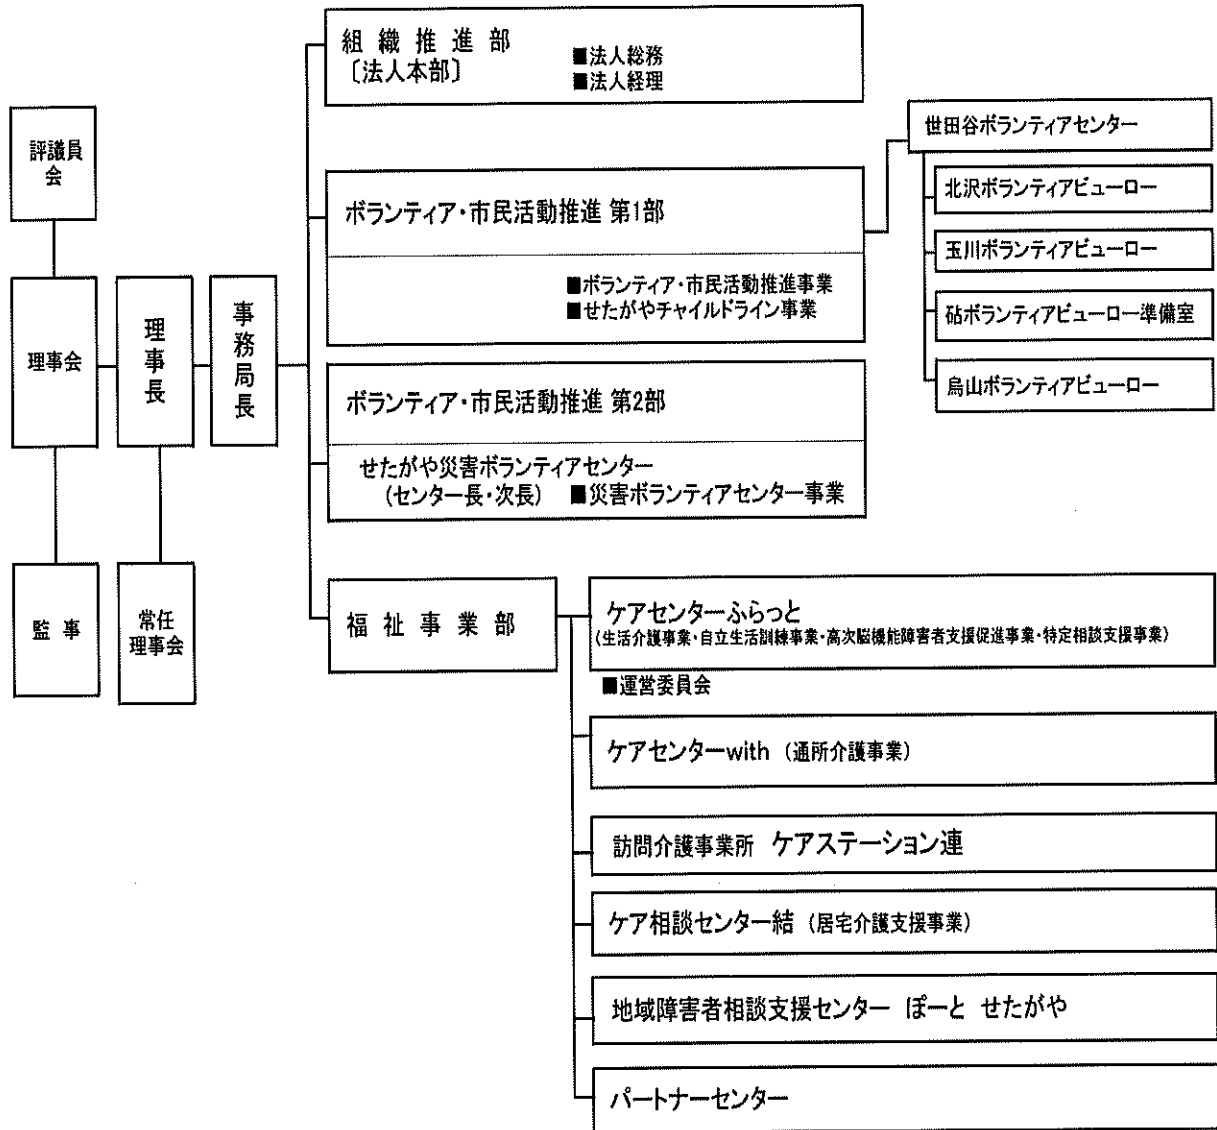 評議員
会
理事会
監 事
理事長
常任
理事会
事務局長
組 織 推 進 部
〔法人本部〕
■法人総務
■法人経理
ボランティア・市民活動推進 第1部
■ボランティア・市民活動推進事業
■せたがやチャイルドライン事業
世田谷ボランティアセンター
北沢ボランティアビューロー
玉川ボランティアビューロー
砧ボランティアビューロー準備室
烏山ボランティアビューロー
ボランティア・市民活動推進 第2部
せたがや災害ボランティアセンター
(センター長・次長) ■災害ボランティアセンター事業
福 祉 事 業 部
ケアセンターふらっと
(生活介護事業・自立生活訓練事業・高次脳機能障害者支援促進事業・特定相談支援事業)
■運営委員会
ケアセンターwith (通所介護事業)
訪問介護事業所 ケアステーション連
ケア相談センター結 (居宅介護支援事業)
地域障害者相談支援センター ぽーと せたがや
パートナーセンター